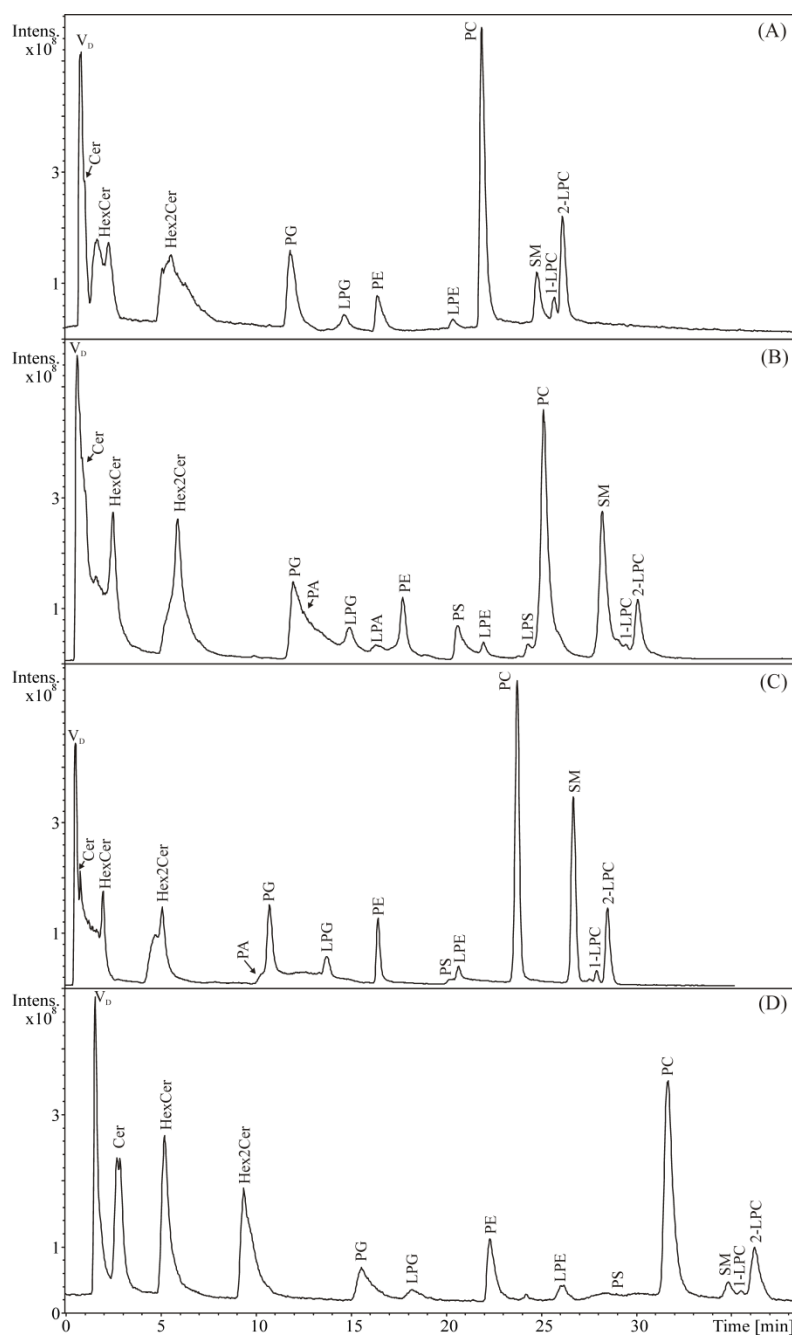 Intens.
x10⁸
V_D
Cer
HexCer
Hex2Cer
PG
LPG
PE
LPE
PC
SM
1-LPC
2-LPC
(A)
3
1
Intens.
x10⁸
V_D
Cer
HexCer
Hex2Cer
PG
PA
LPG
LPA
PE
PS
LPE
LPS
PC
SM
1-LPC
2-LPC
(B)
3
1
Intens.
x10⁸
V_D
Cer
HexCer
Hex2Cer
PA
PG
LPG
PE
PS
LPE
PC
SM
1-LPC
2-LPC
(C)
3
1
Intens.
x10⁸
V_D
Cer
HexCer
Hex2Cer
PG
LPG
PE
LPE
PS
PC
SM
1-LPC
2-LPC
(D)
3
1
0
0 5 10 15 20 25 30 Time [min]